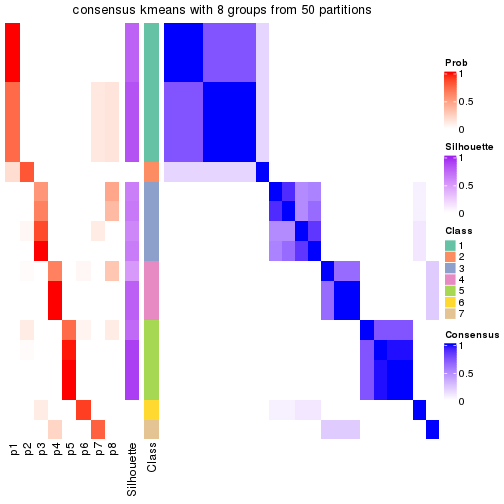 consensus kmeans with 8 groups from 50 partitions
Prob
1
0.5
0
Silhouette
1
0.5
0
Class
1
2
3
4
5
6
7
Consensus
1
0.5
0
p1
p2
p3
p4
p5
p6
p7
p8
Silhouette
Class